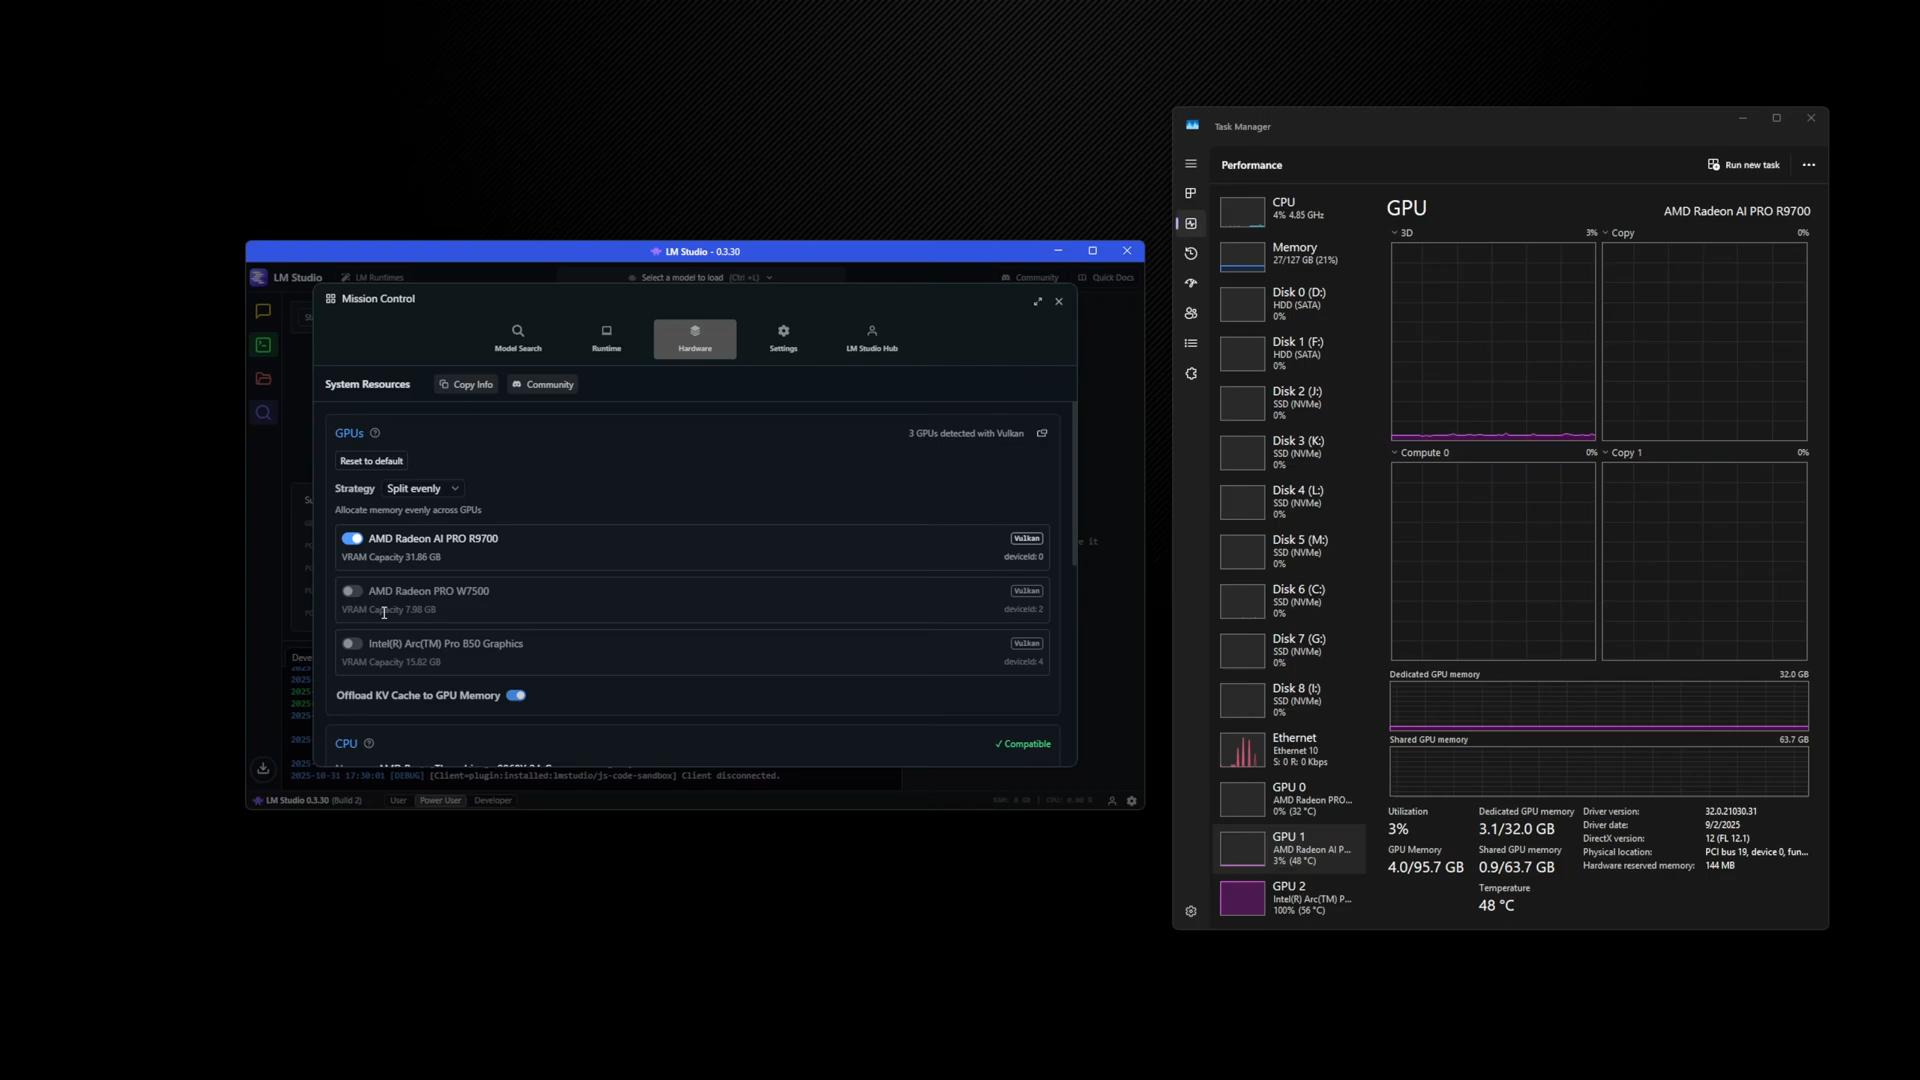 LM Studio - 0.3.30
LM Studio
LM Runtimes
Select a model to load (Ctrl +L)
Community
Quick Docs
Mission Control
Model Search
Runtime
Hardware
Settings
LM Studio Hub
System Resources
Copy Info
Community
GPUs
3 GPUs detected with Vulkan
Reset to default
Strategy Split evenly
Allocate memory evenly across GPUs
AMD Radeon AI PRO R9700
Vulkan
VRAM Capacity 31.86 GB
deviceId: 0
AMD Radeon PRO W7500
Vulkan
VRAM Capacity 7.98 GB
deviceId: 2
Intel(R) Arc(TM) Pro B50 Graphics
Vulkan
VRAM Capacity 15.82 GB
deviceId: 4
Offload KV Cache to GPU Memory
CPU
✓ Compatible
2025-10-31 17:30:01 [DEBUG] [Client=plugin:installed:lmstudio/js-code-sandbox] Client disconnected.
LM Studio 0.3.30 (Build 2)
User
Power User
Developer
Task Manager
Performance
Run new task
CPU
4% 4.85 GHz
Memory
27/127 GB (21%)
Disk 0 (D:)
HDD (SATA)
0%
Disk 1 (F:)
HDD (SATA)
0%
Disk 2 (J:)
SSD (NVMe)
0%
Disk 3 (K:)
SSD (NVMe)
0%
Disk 4 (L:)
SSD (NVMe)
0%
Disk 5 (M:)
SSD (NVMe)
0%
Disk 6 (C:)
SSD (NVMe)
0%
Disk 7 (G:)
SSD (NVMe)
0%
Disk 8 (I:)
SSD (NVMe)
0%
Ethernet
Ethernet 10
S: 0 R: 0 Kbps
GPU 0
AMD Radeon PRO...
0% (32 °C)
GPU 1
AMD Radeon AI P...
3% (48 °C)
GPU 2
Intel(R) Arc(TM) P...
100% (56 °C)
GPU
AMD Radeon AI PRO R9700
3D
3%
Copy
0%
Compute 0
0%
Copy 1
0%
Dedicated GPU memory
32.0 GB
Shared GPU memory
63.7 GB
Utilization
3%
Dedicated GPU memory
3.1/32.0 GB
GPU Memory
4.0/95.7 GB
Shared GPU memory
0.9/63.7 GB
Temperature
48 °C
Driver version: 32.0.21030.31
Driver date: 9/2/2025
DirectX version: 12 (FL 12.1)
Physical location: PCI bus 19, device 0, fun...
Hardware reserved memory: 144 MB